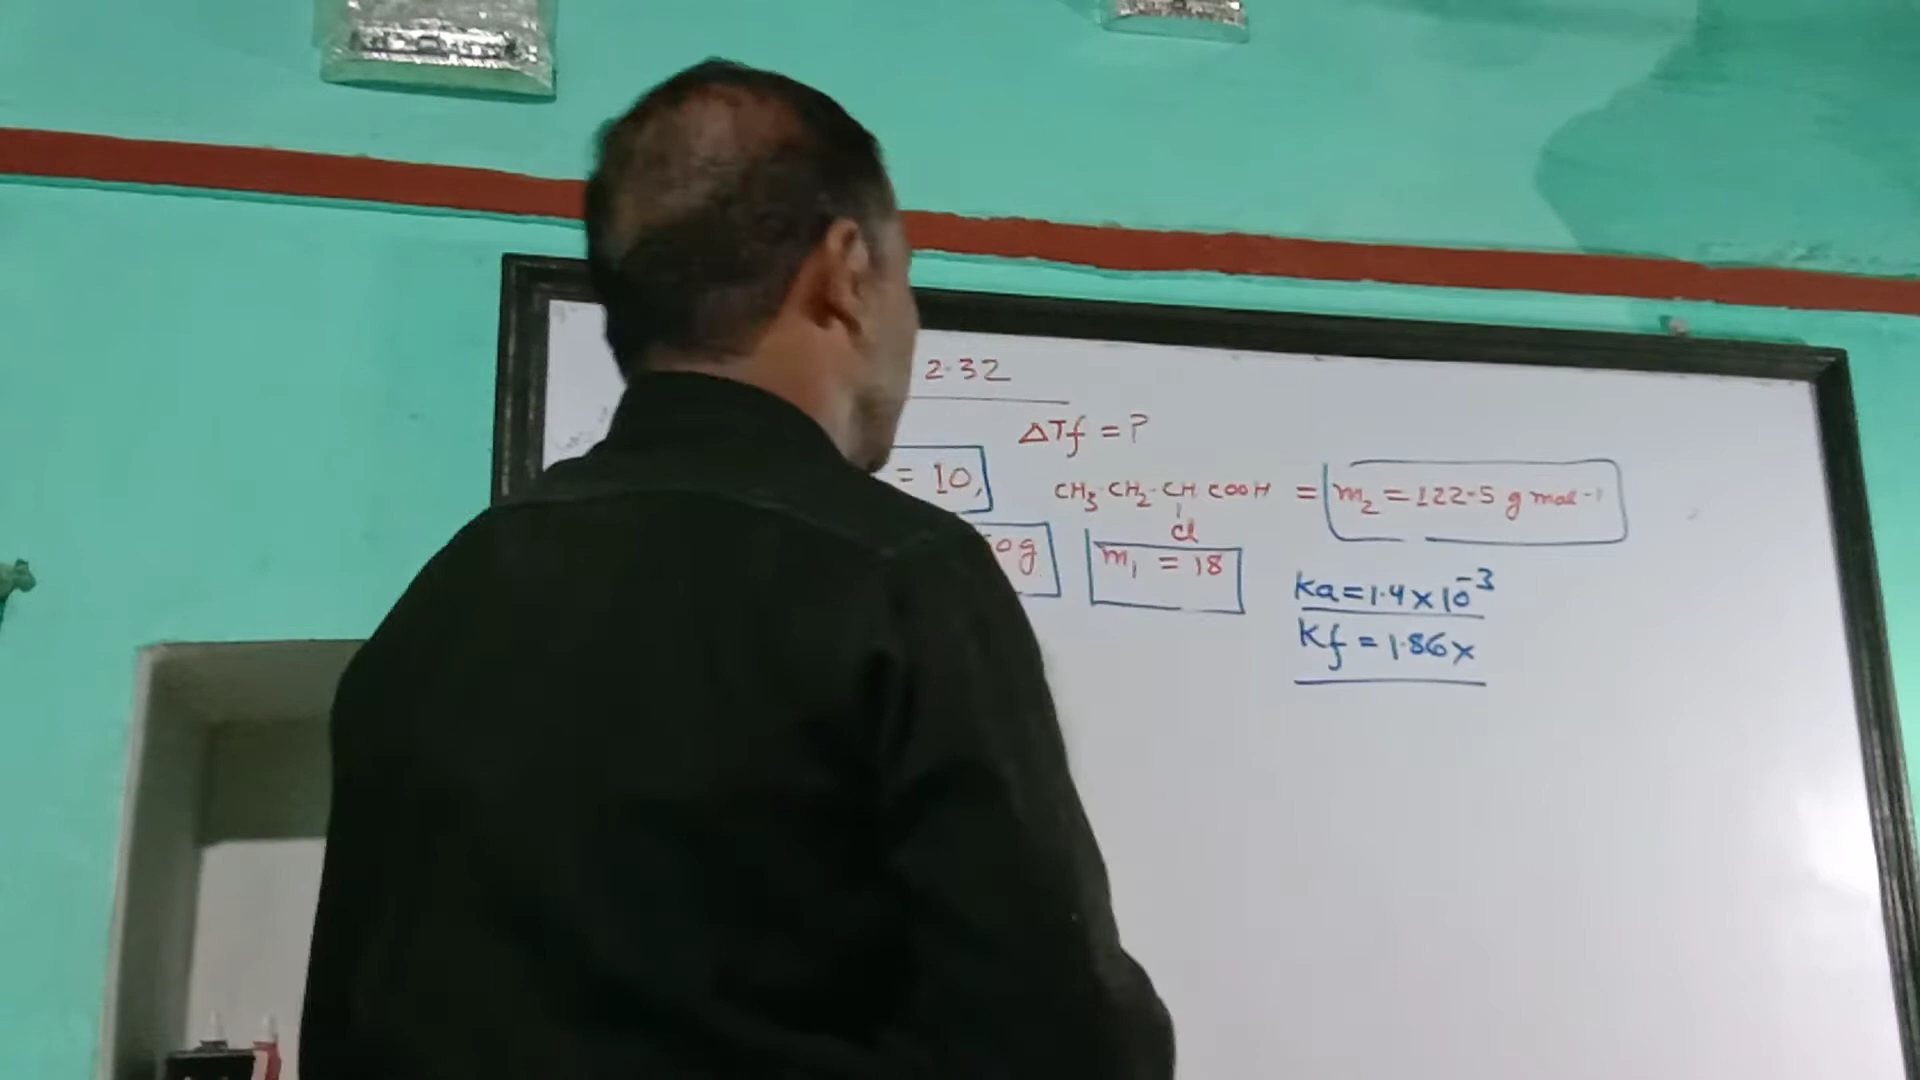 2.32
ΔTf = ?
= 10,
CH3-CH2-CH COOH = m2 = 122.5 g mol-1
Cl
0g
m1 = 18
Ka = 1.4 x 10-3
Kf = 1.86 x